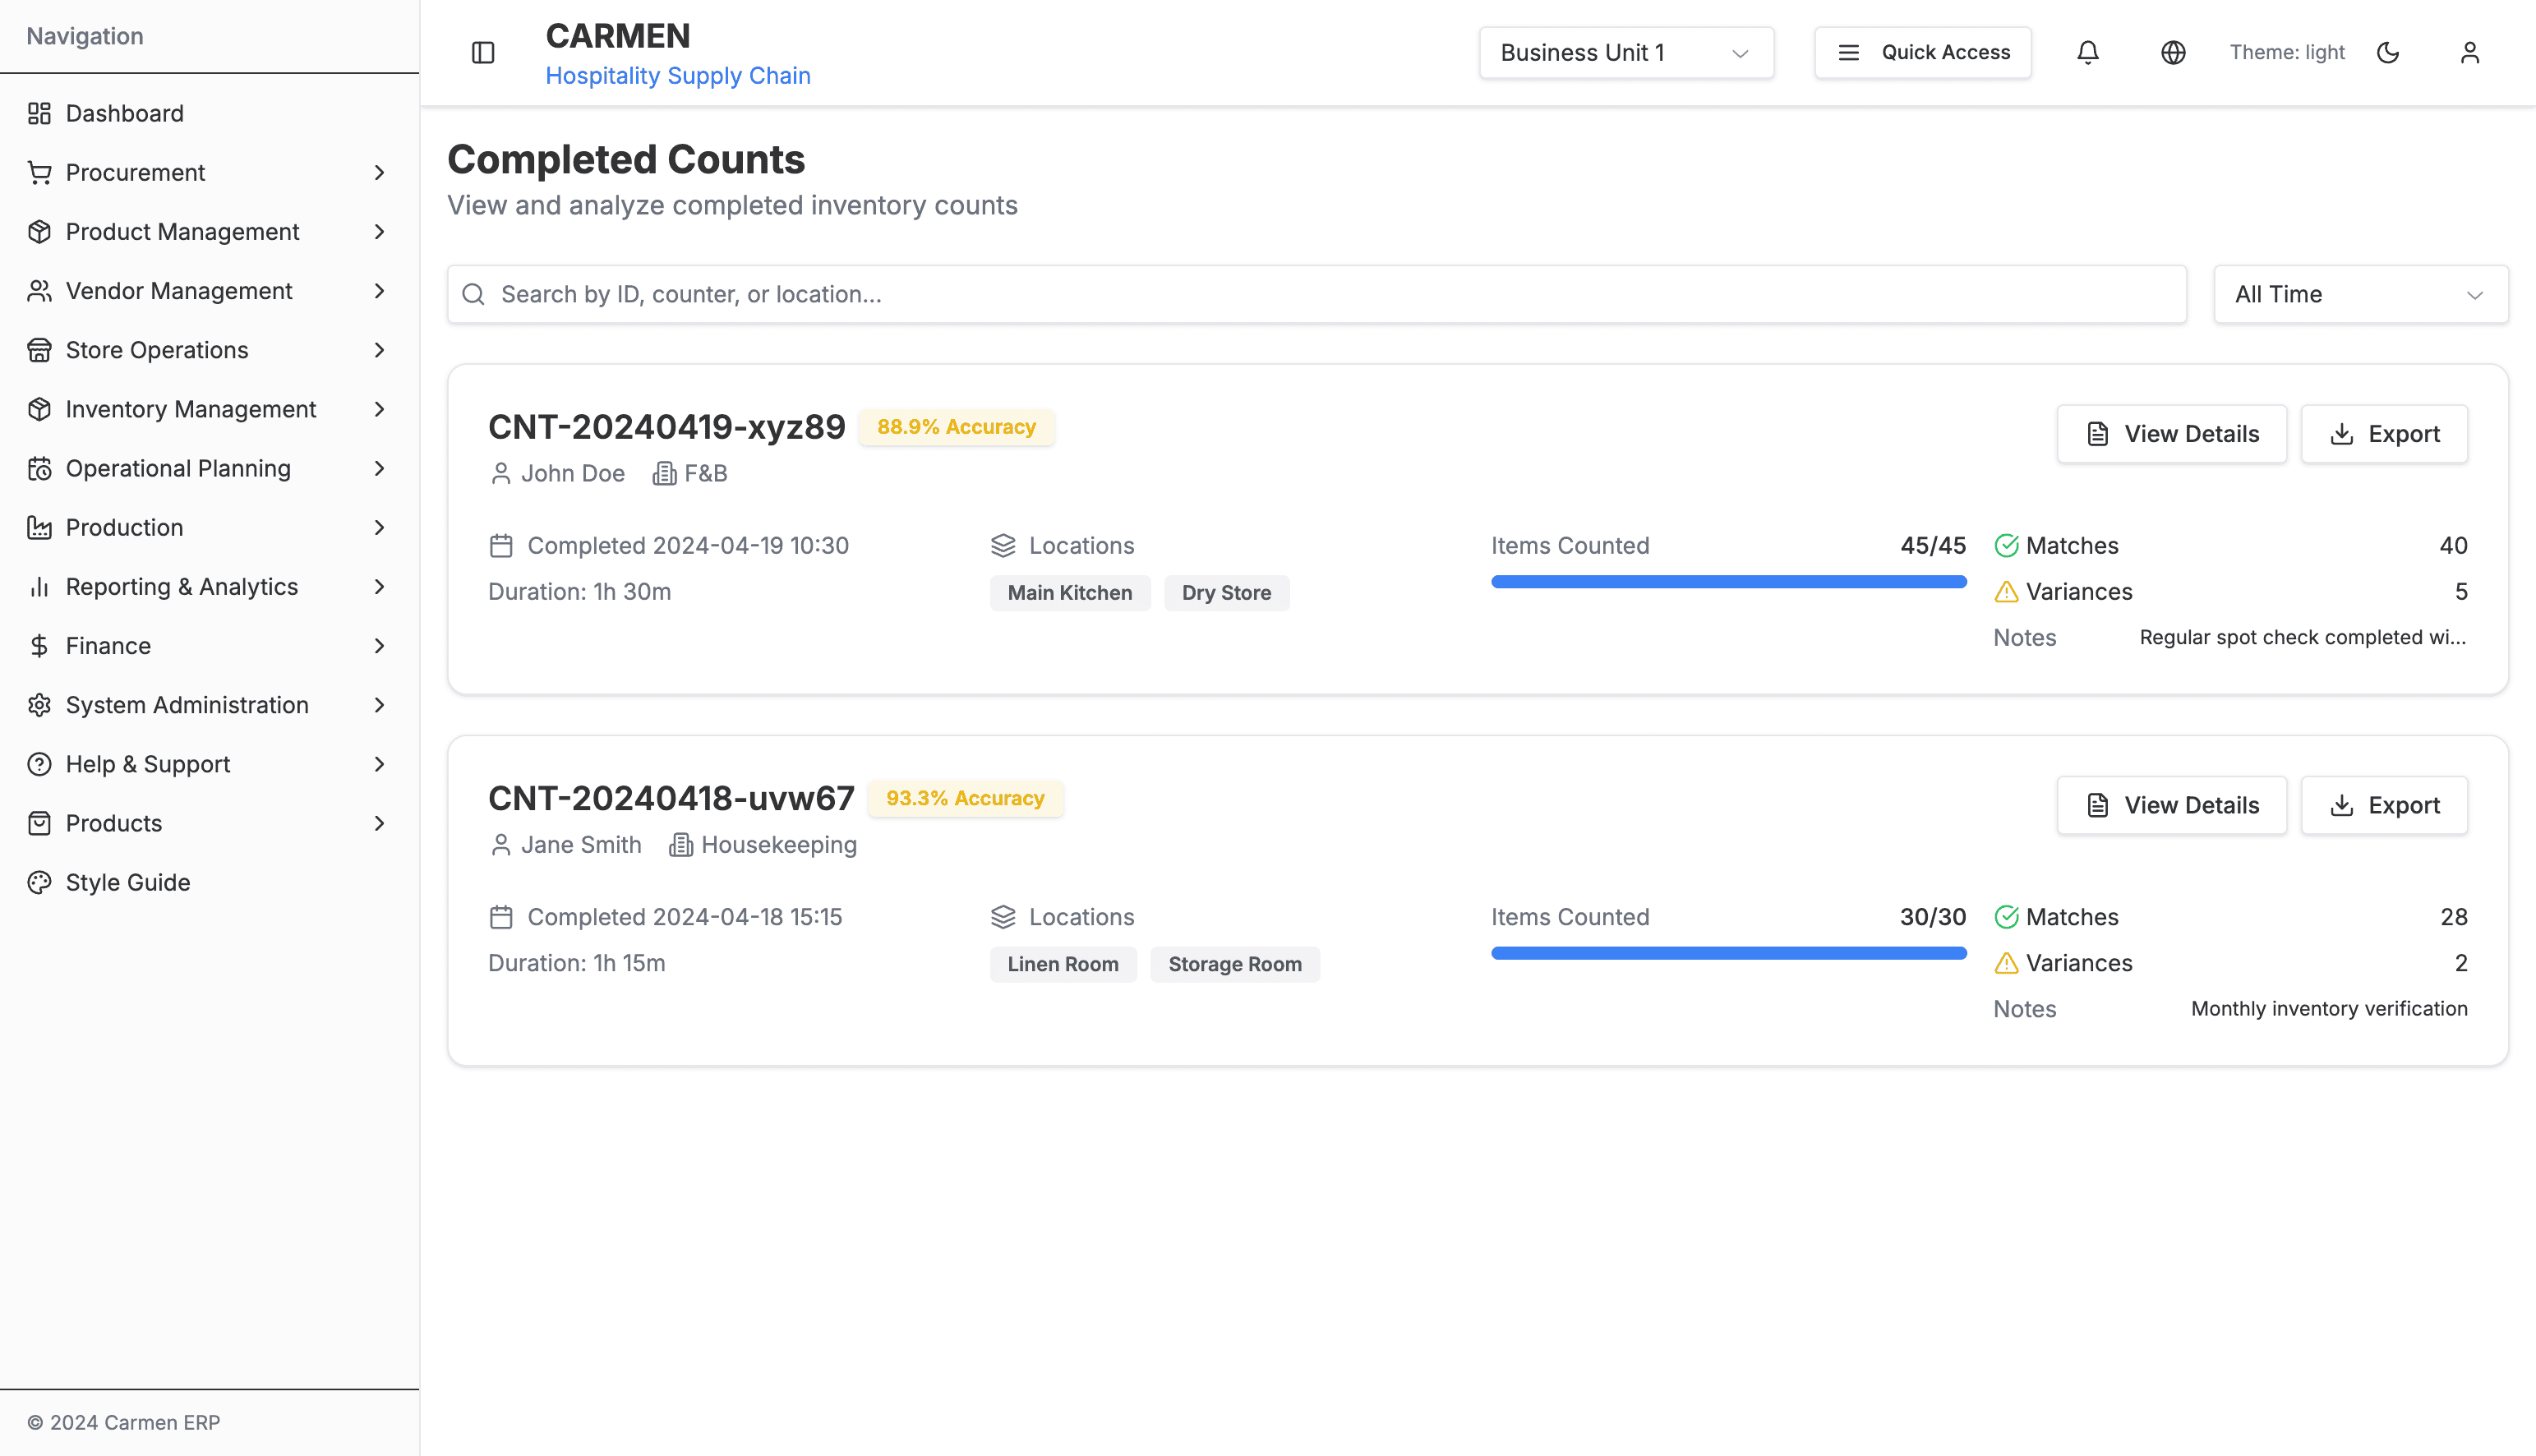 Navigation
Dashboard
Procurement
Product Management
Vendor Management
Store Operations
Inventory Management
Operational Planning
Production
Reporting & Analytics
Finance
System Administration
Help & Support
Products
Style Guide
© 2024 Carmen ERP
CARMEN
Hospitality Supply Chain
Business Unit 1
Quick Access
Theme: light
Completed Counts
View and analyze completed inventory counts
Search by ID, counter, or location...
All Time
CNT-20240419-xyz89
88.9% Accuracy
John Doe
F&B
View Details
Export
Completed 2024-04-19 10:30
Duration: 1h 30m
Locations
Main Kitchen
Dry Store
Items Counted
45/45
Matches
40
Variances
5
Notes
Regular spot check completed wi...
CNT-20240418-uvw67
93.3% Accuracy
Jane Smith
Housekeeping
View Details
Export
Completed 2024-04-18 15:15
Duration: 1h 15m
Locations
Linen Room
Storage Room
Items Counted
30/30
Matches
28
Variances
2
Notes
Monthly inventory verification